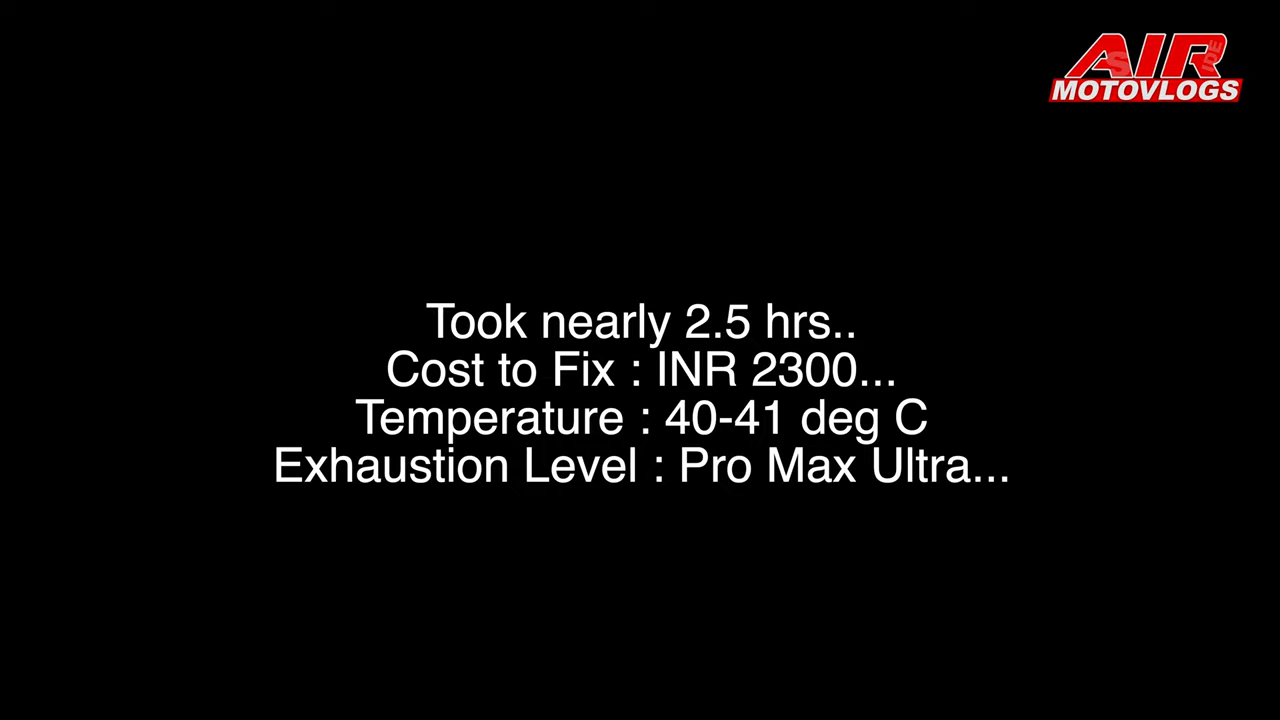 AIR
MOTOVLOGS
Took nearly 2.5 hrs..
Cost to Fix : INR 2300...
Temperature : 40-41 deg C
Exhaustion Level : Pro Max Ultra...